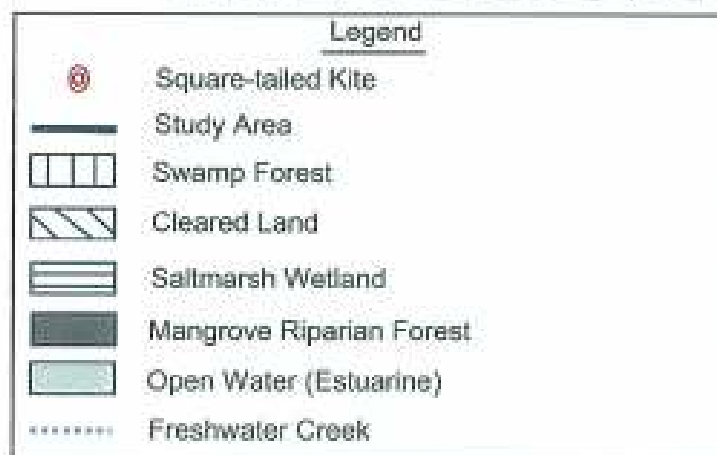 Legend
Square-tailed Kite
Study Area
Swamp Forest
Cleared Land
Saltmarsh Wetland
Mangrove Riparian Forest
Open Water (Estuarine)
Freshwater Creek